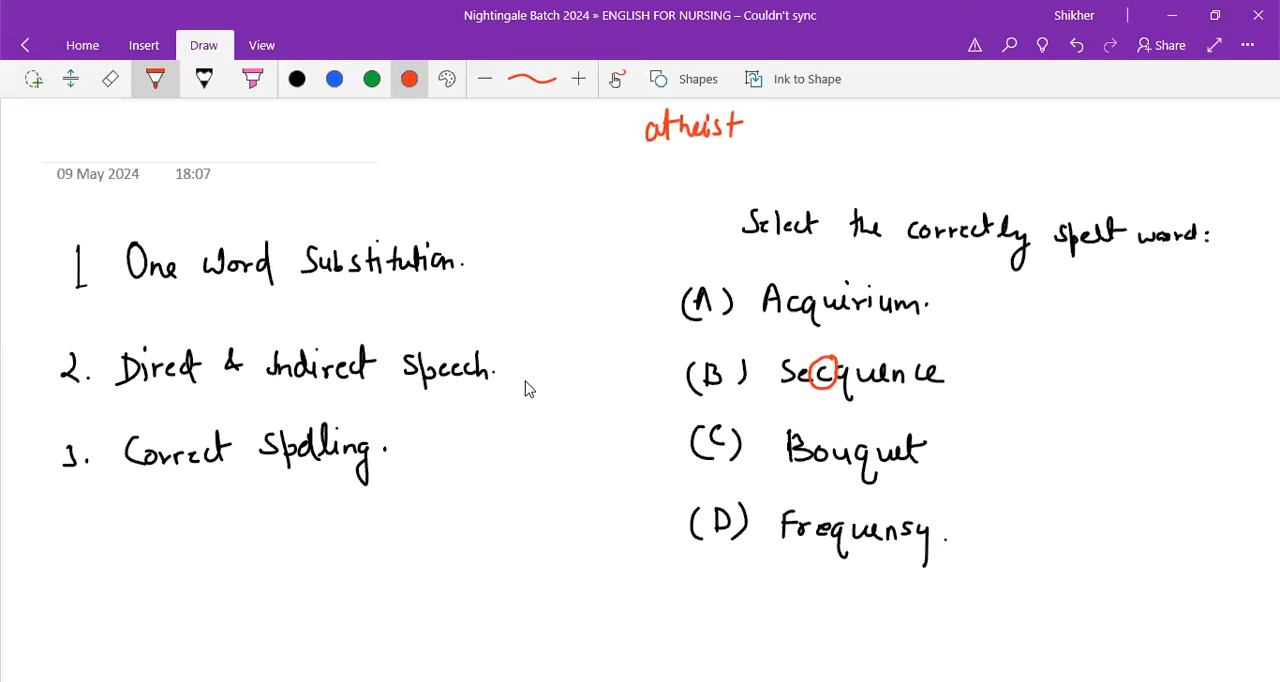 Nightingale Batch 2024 » ENGLISH FOR NURSING – Couldn't sync
Shikher
Home Insert Draw View
Share
Shapes
Ink to Shape
atheist
09 May 2024 18:07
1 One Word Substitution.
2. Direct & Indirect Speech.
3. Correct Spelling.
Select the correctly spelt word:
(A) Acquirium.
(B) Secquence
(C) Bouquet
(D) Frequensy.